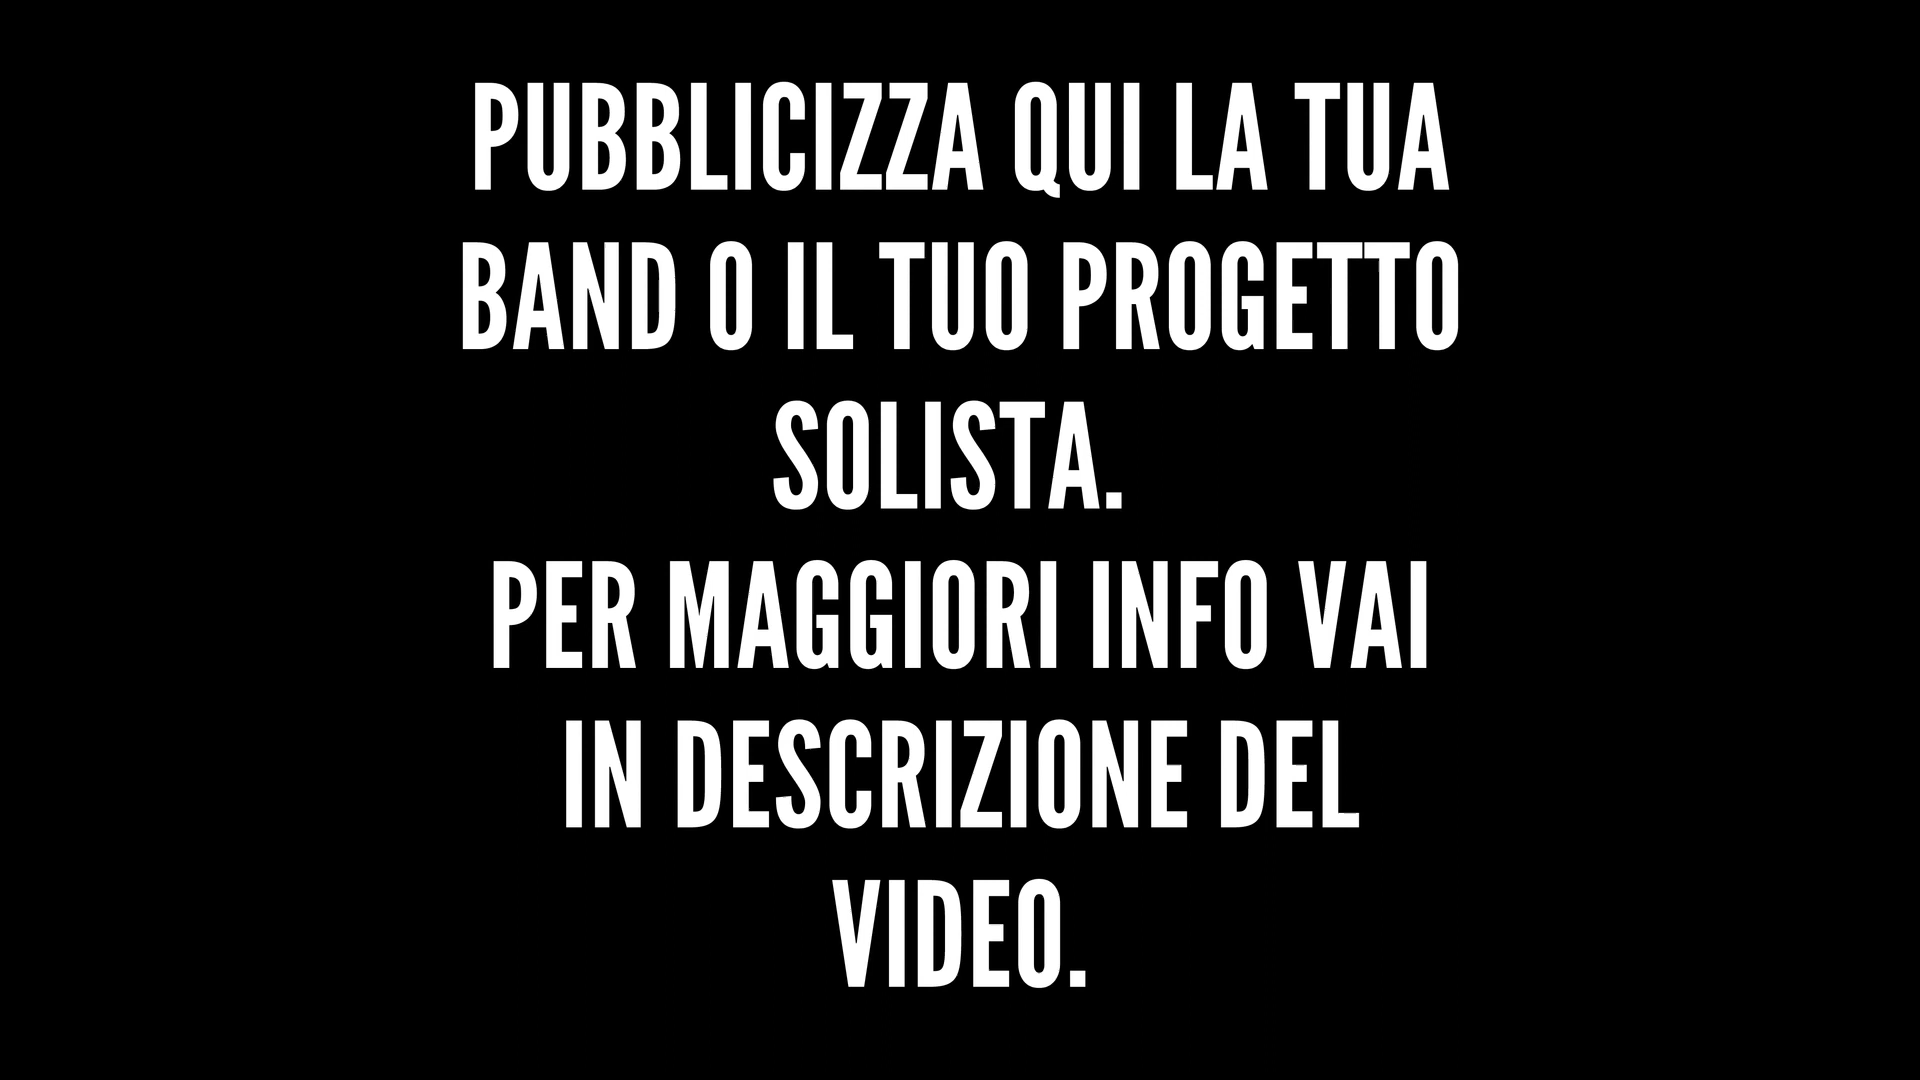 PUBBLICIZZA QUI LA TUA
BAND O IL TUO PROGETTO
SOLISTA.
PER MAGGIORI INFO VAI
IN DESCRIZIONE DEL
VIDEO.